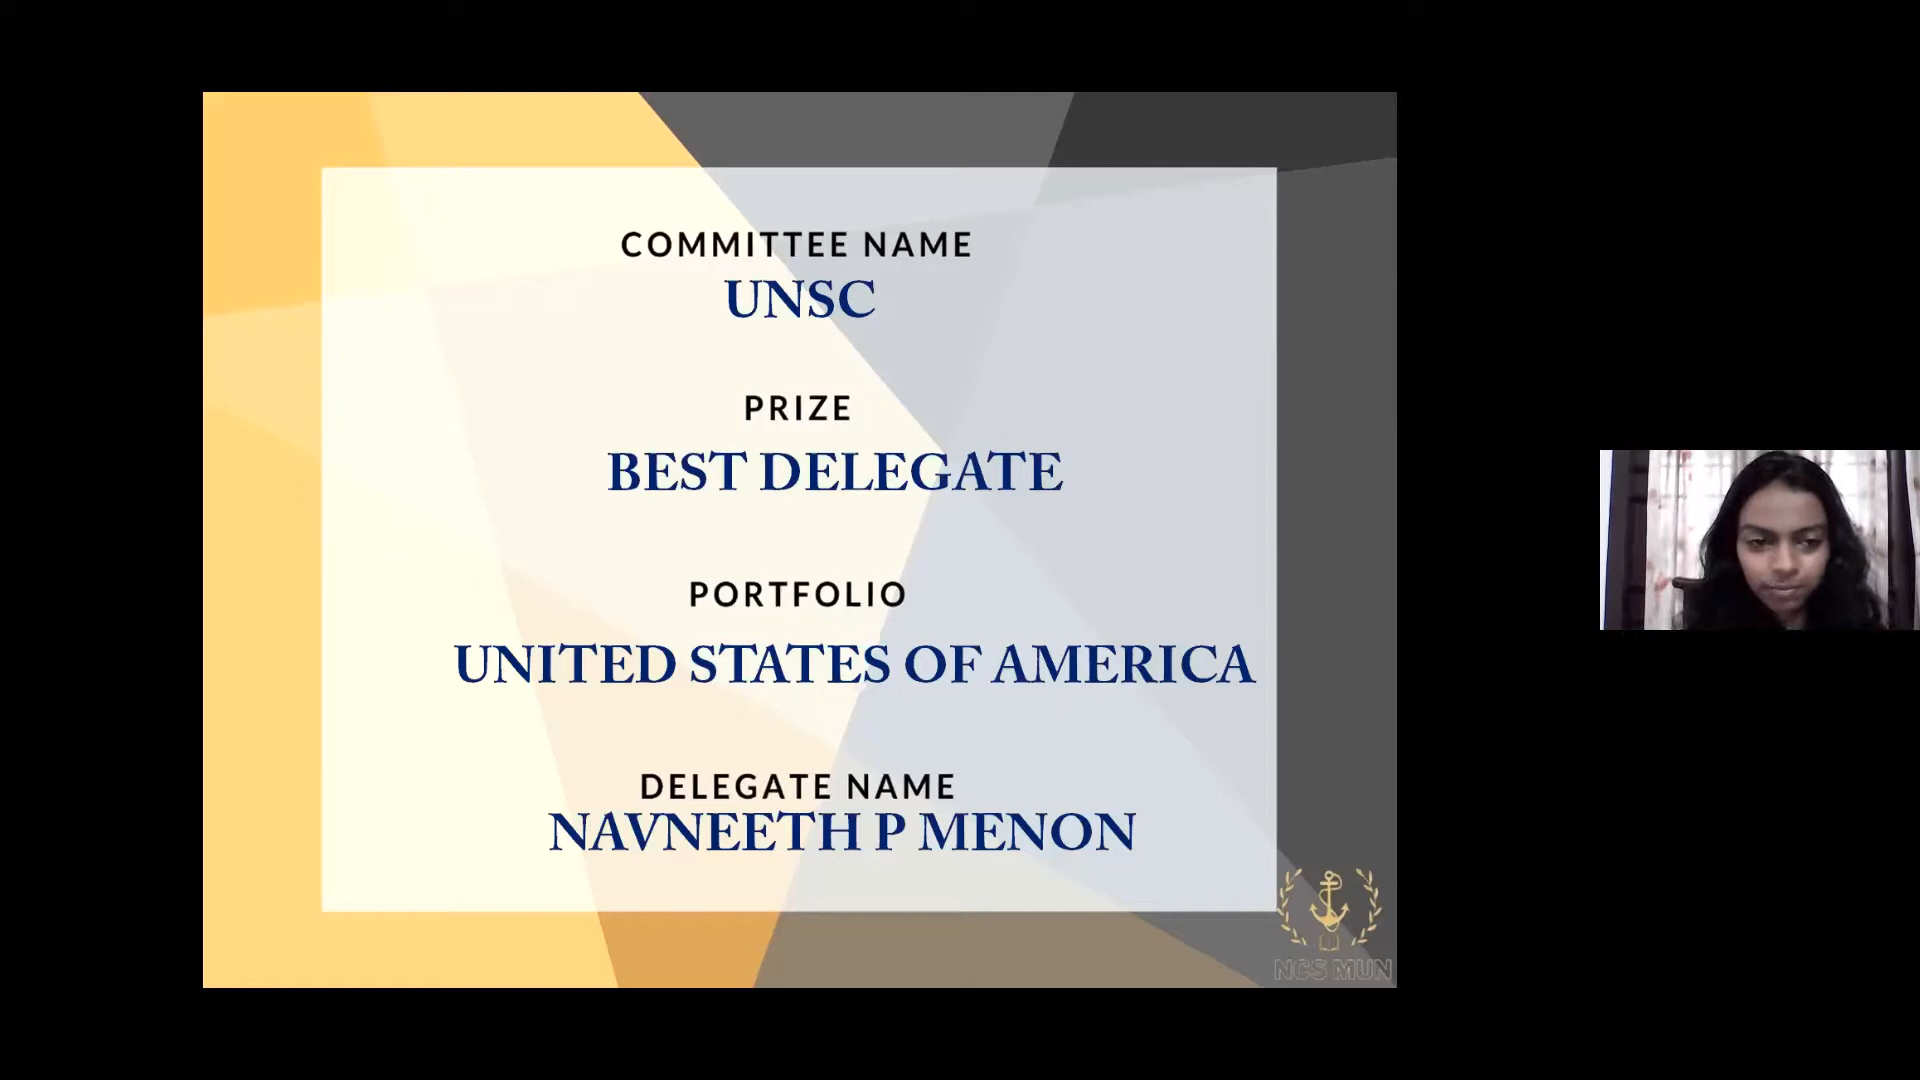 COMMITTEE NAME
UNSC
PRIZE
BEST DELEGATE
PORTFOLIO
UNITED STATES OF AMERICA
DELEGATE NAME
NAVNEETH P MENON
NCS MUN